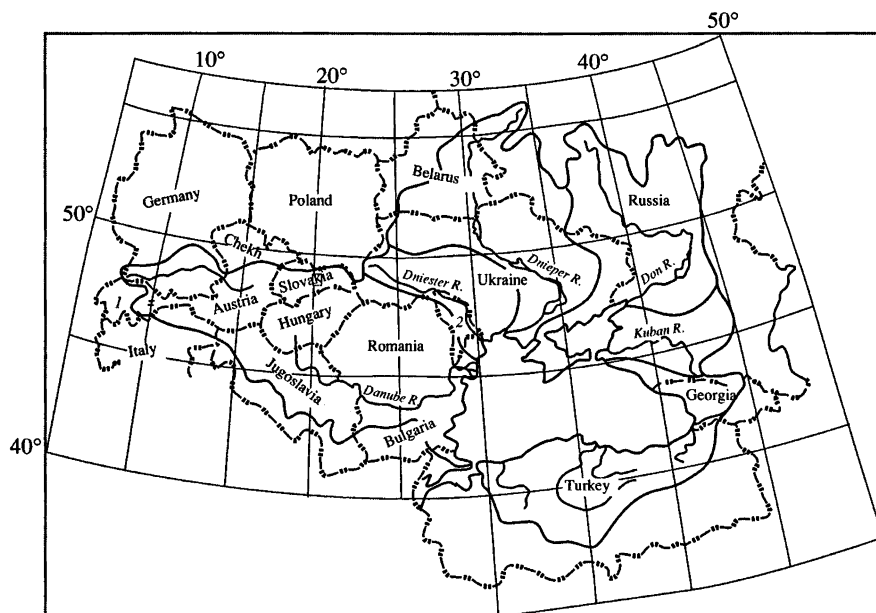 50°
10°
20°
30°
40°
Belarus
Germany
Poland
Russia
50°
Chekh
Dniester R.
Dnieper R.
Don R.
Slovakia
Ukraine
1
Austria
Hungary
2
Kuban R.
Italy
Romania
Jugoslavia
Danube R.
Georgia
Bulgaria
40°
Turkey